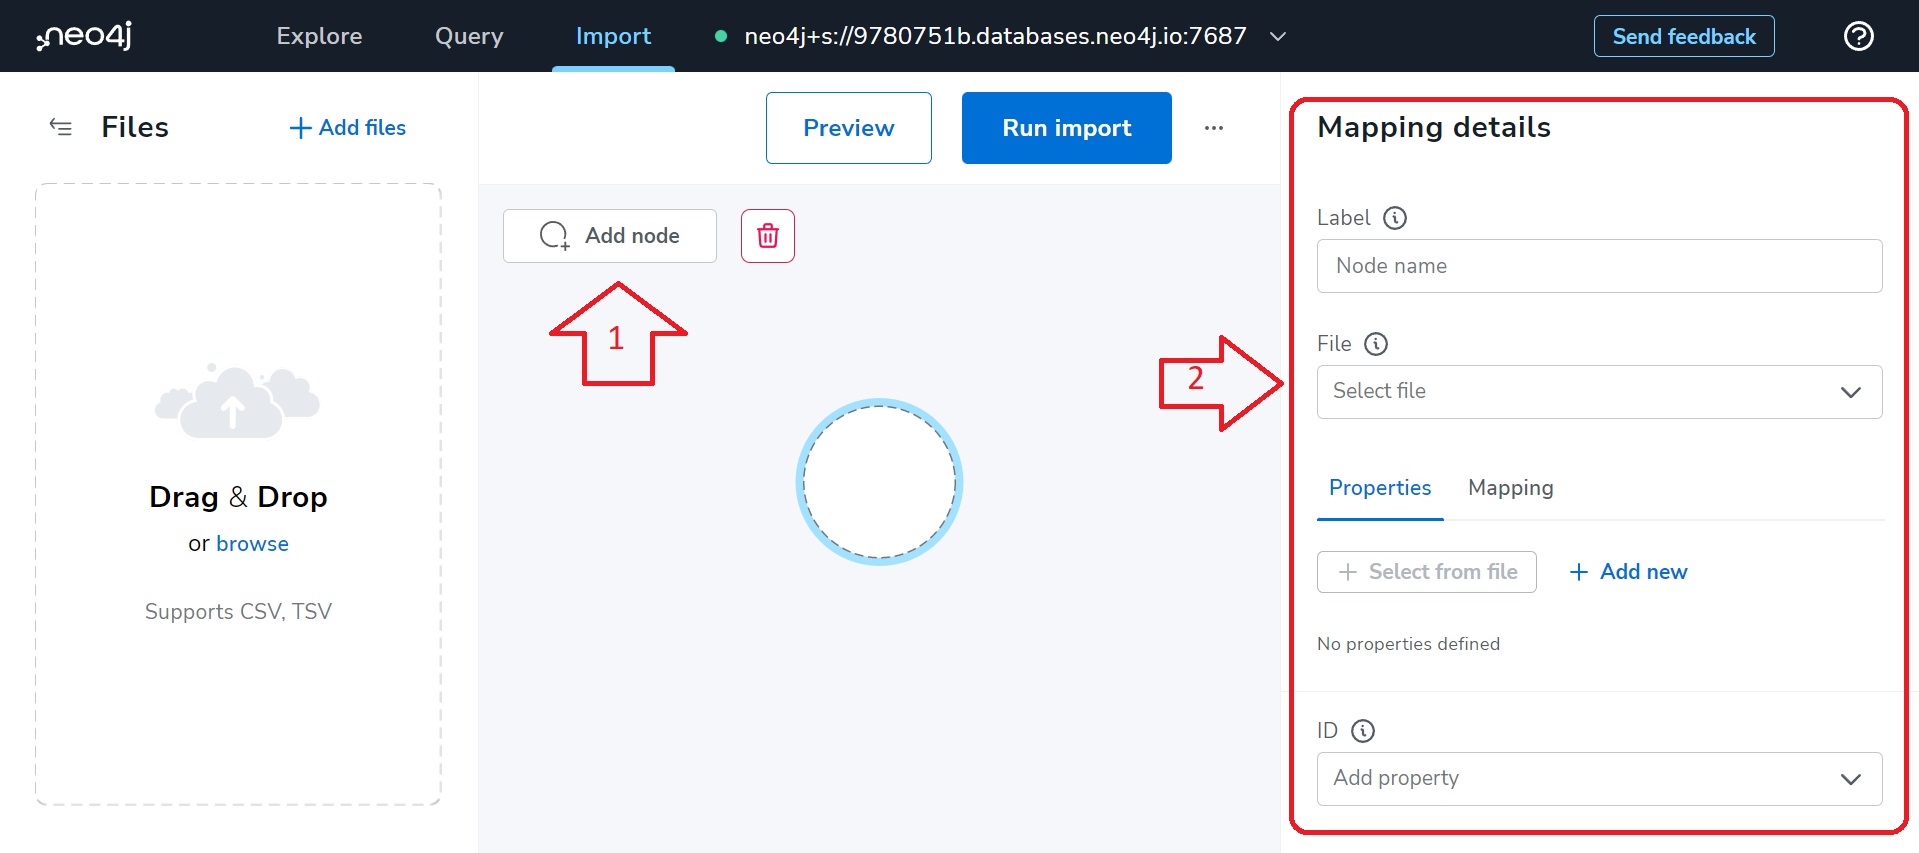 neo4j Explore Query Import neo4j+s://9780751b.databases.neo4j.io:7687 Send feedback
Files Add files
Preview Run import ...
Drag & Drop
or browse
Supports CSV, TSV
Add node
1
2
Mapping details
Label
Node name
File
Select file
Properties Mapping
Select from file Add new
No properties defined
ID
Add property